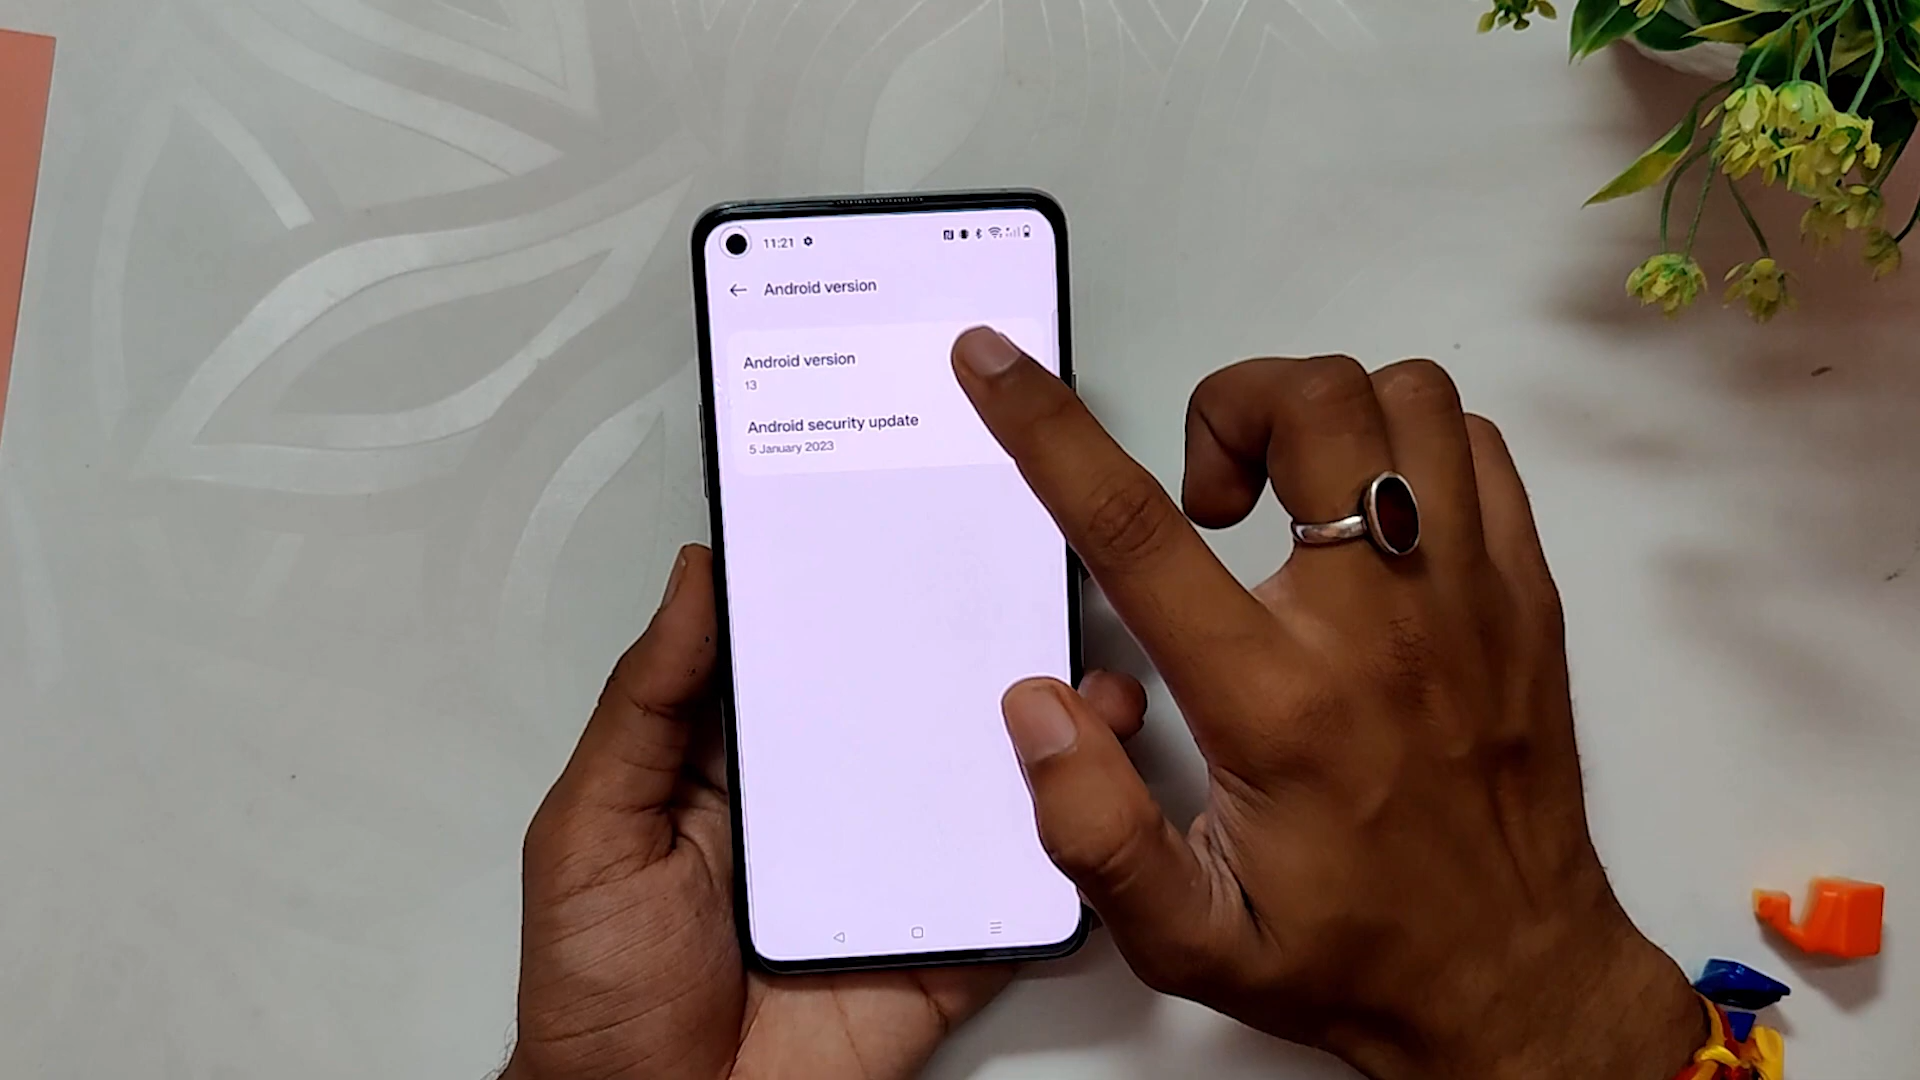 11:21
Android version
Android version
13
Android security update
5 January 2023